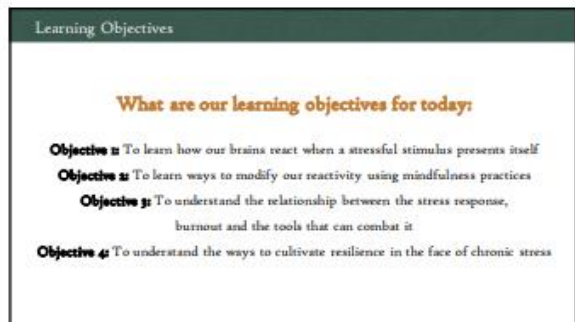 Learning Objectives
What are our learning objectives for today:
Objective 1: To learn how our brains react when a stressful stimulus presents itself
Objective 2: To learn ways to modify our reactivity using mindfulness practices
Objective 3: To understand the relationship between the stress response,
burnout and the tools that can combat it
Objective 4: To understand the ways to cultivate resilience in the face of chronic stress